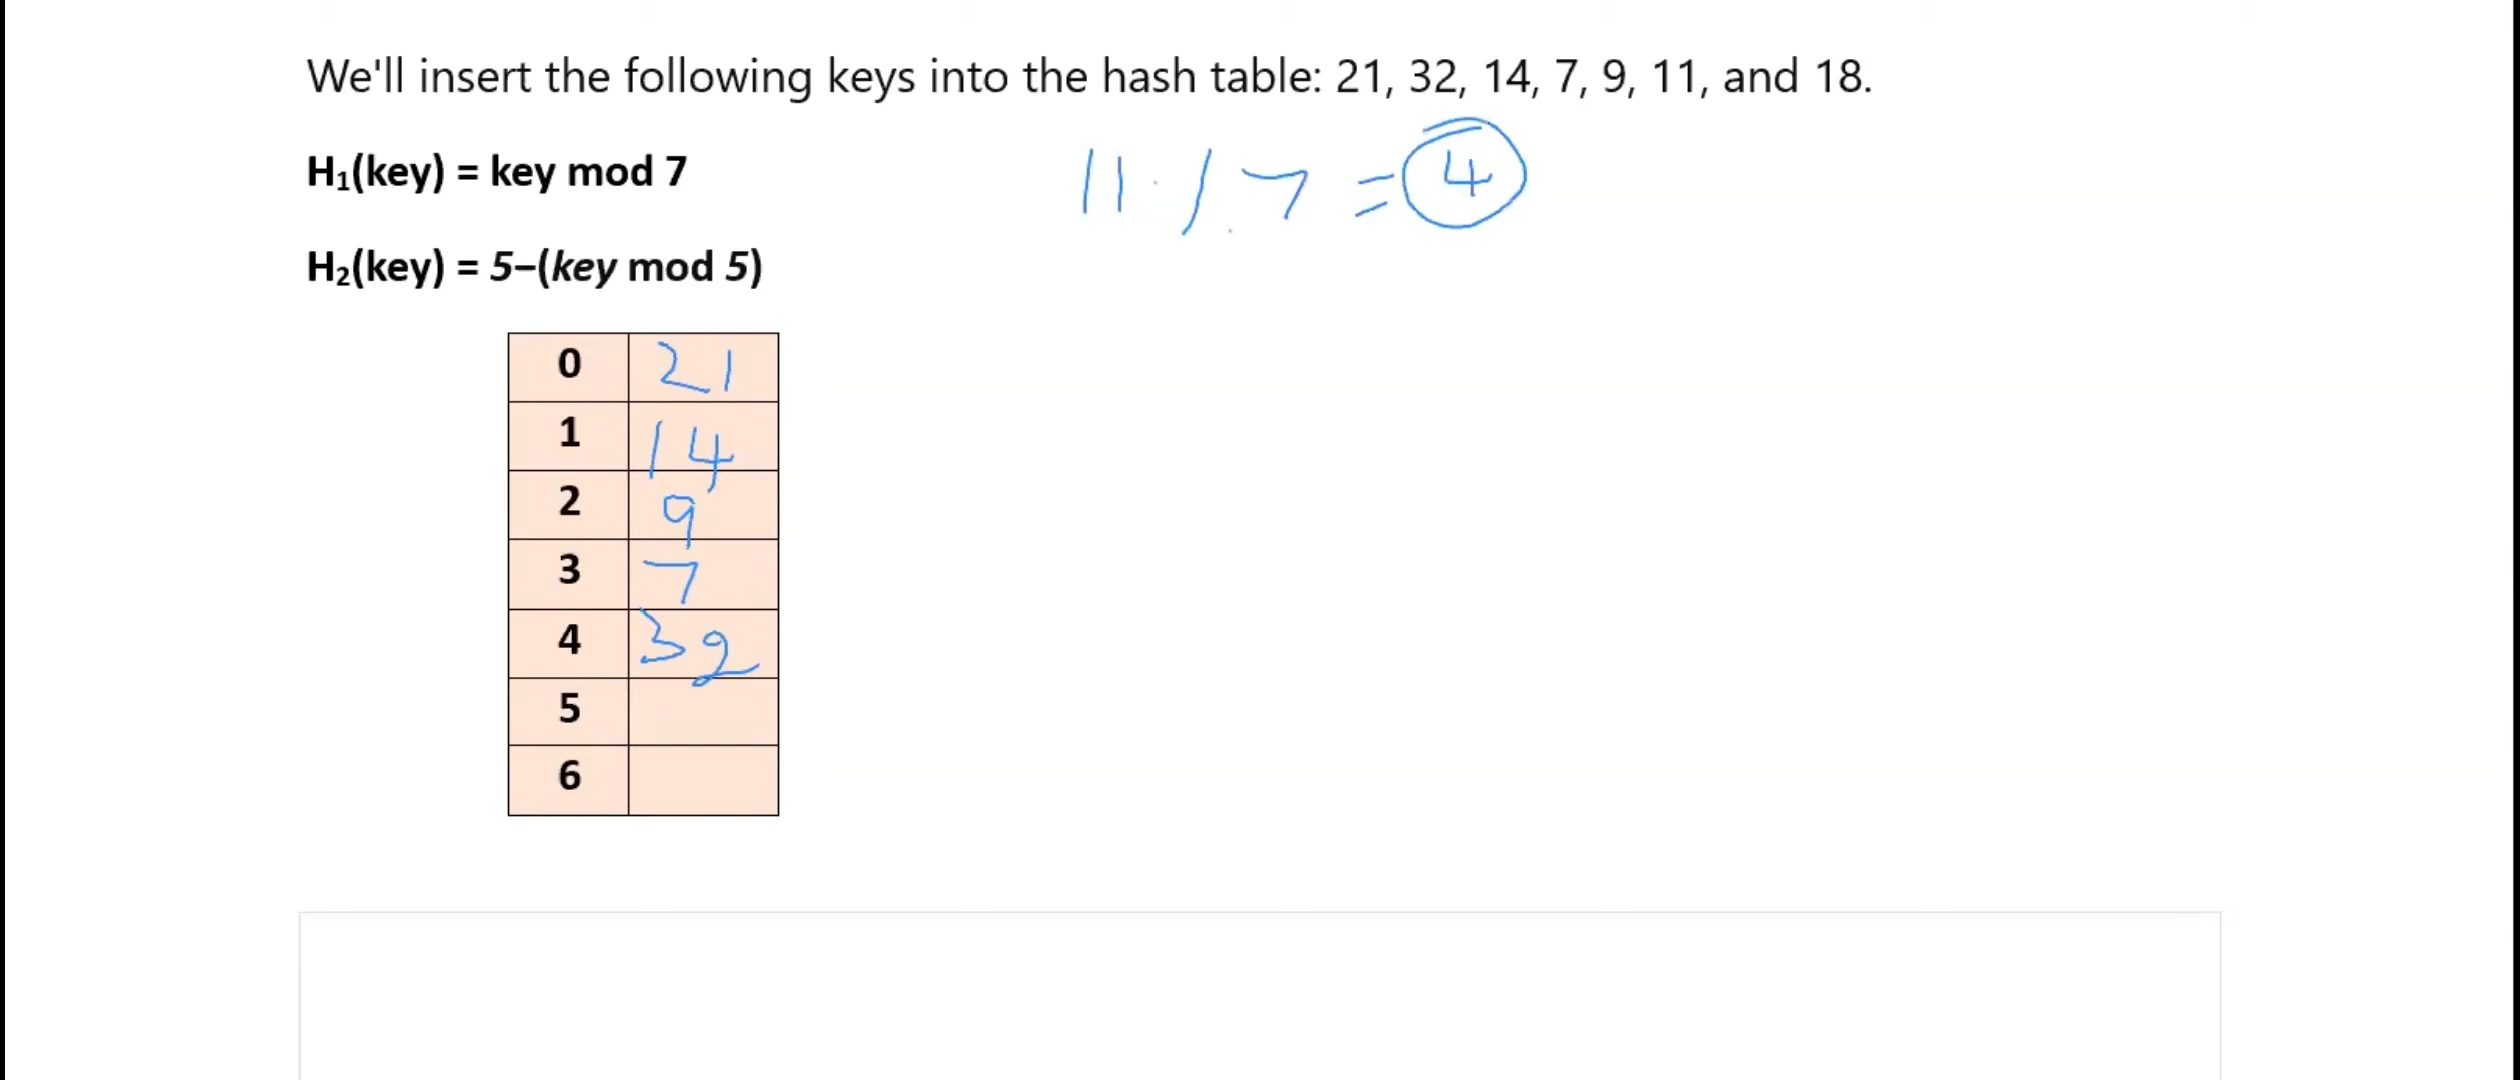 We'll insert the following keys into the hash table: 21, 32, 14, 7, 9, 11, and 18.
H₁(key) = key mod 7
11 % 7 = 4
H₂(key) = 5−(key mod 5)
0 21
1 14
2 9
3 7
4 32
5
6